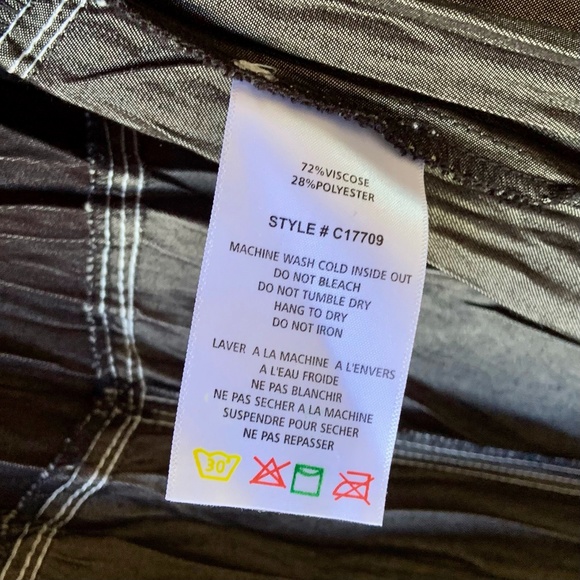 72%VISCOSE
28%POLYESTER
STYLE # C17709
MACHINE WASH COLD INSIDE OUT
DO NOT BLEACH
DO NOT TUMBLE DRY
HANG TO DRY
DO NOT IRON
LAVER A LA MACHINE A L'ENVERS
A L'EAU FROIDE
NE PAS BLANCHIR
NE PAS SECHER A LA MACHINE
SUSPENDRE POUR SECHER
NE PAS REPASSER
30°